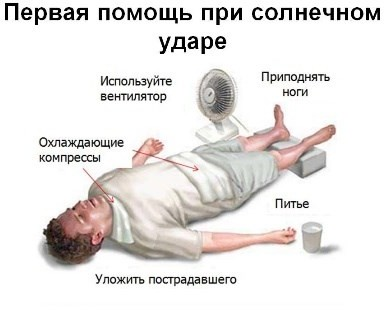 Первая помощь при солнечном
ударе
Используйте
вентилятор
Приподнять
ноги
Охлаждающие
компрессы
Питье
Уложить пострадавшего